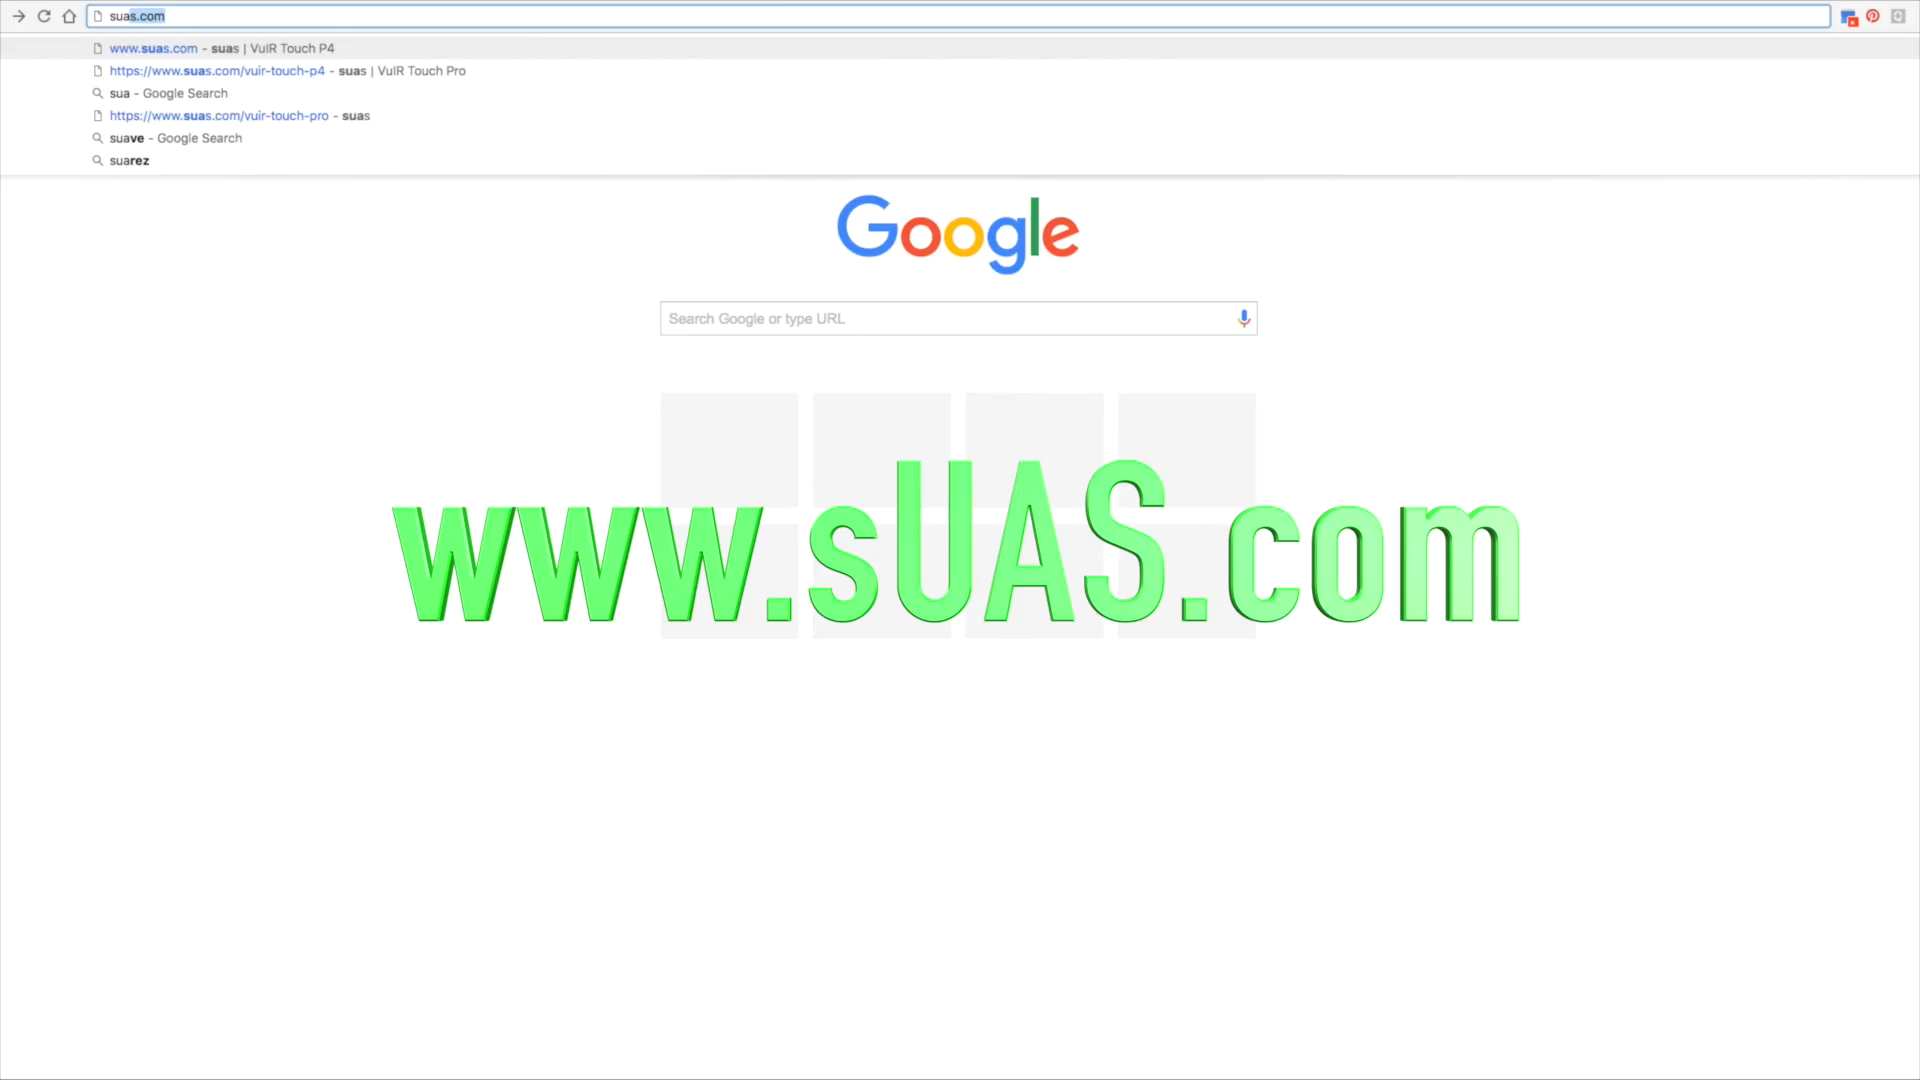 suas.com
www.suas.com - suas | VuIR Touch P4
https://www.suas.com/vuir-touch-p4 - suas | VuIR Touch Pro
sua - Google Search
https://www.suas.com/vuir-touch-pro - suas
suave - Google Search
suarez
Google
Search Google or type URL
www.sUAS.com